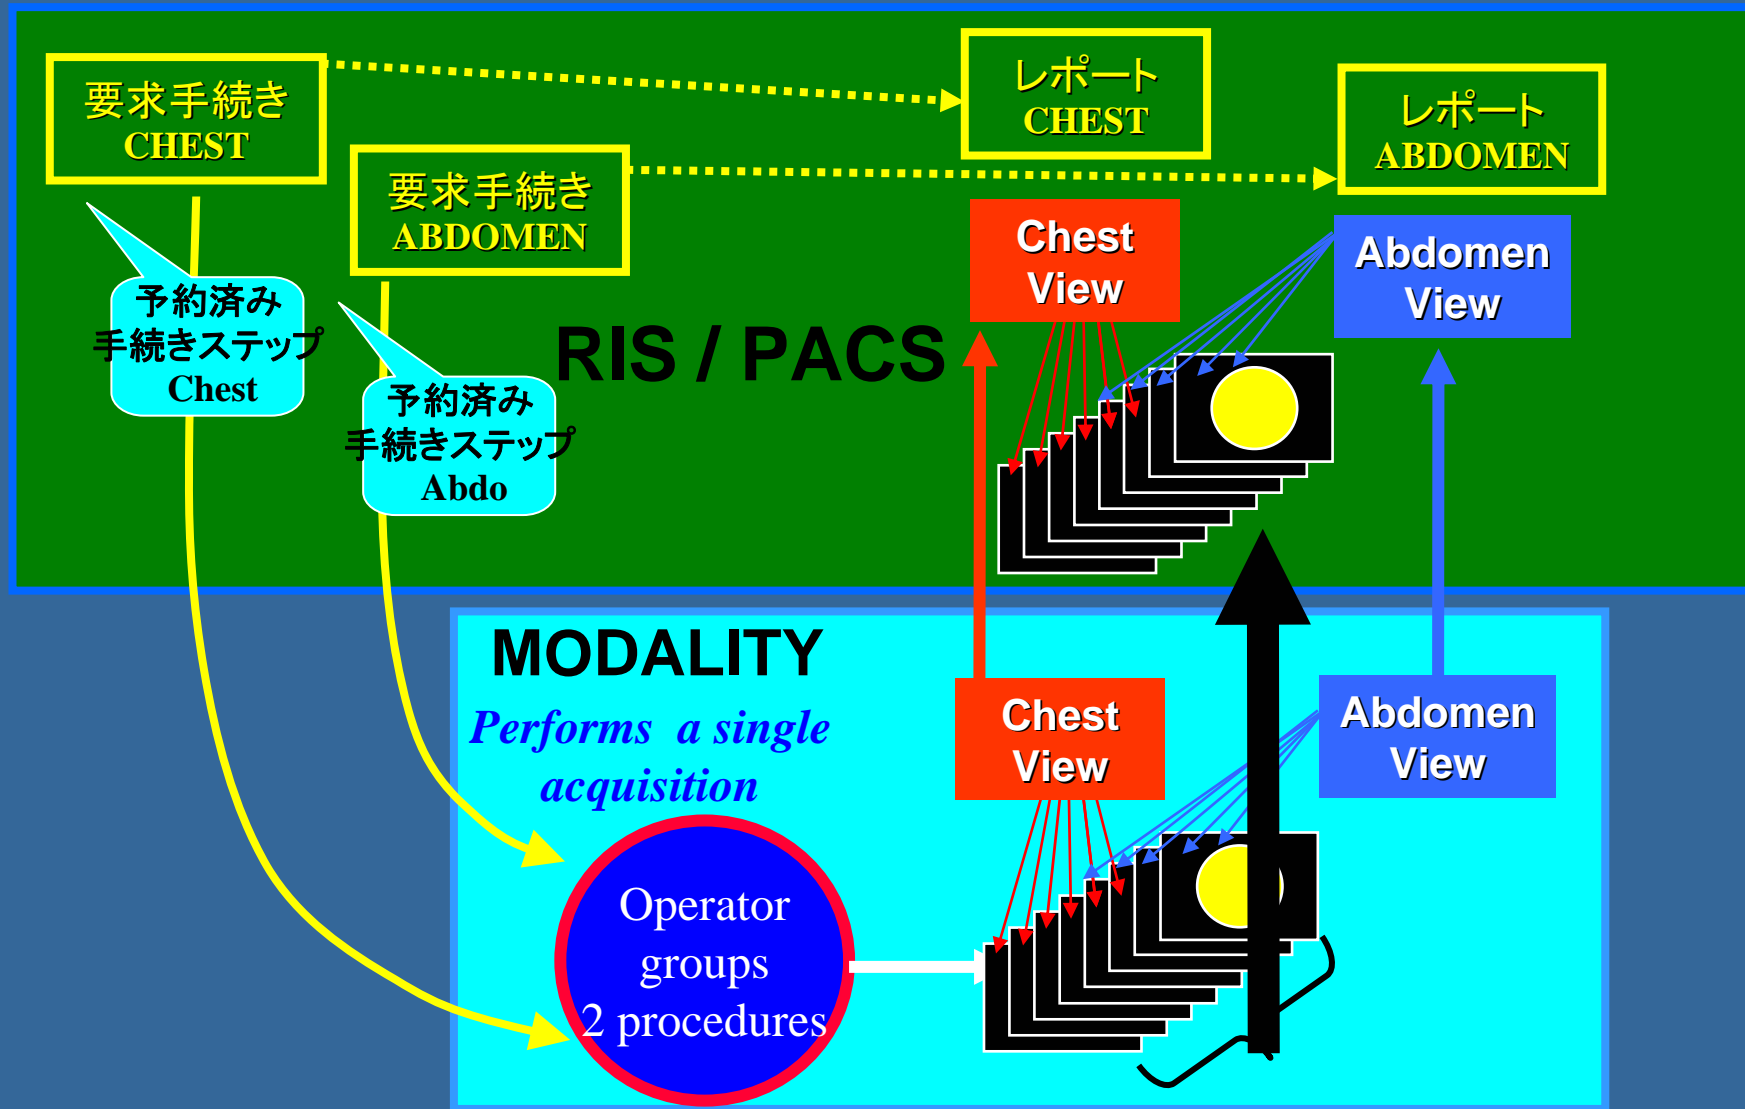 要求手続き
CHEST
レポート
CHEST
レポート
ABDOMEN
要求手続き
ABDOMEN
Chest
View
Abdomen
View
予約済み
手続きステップ
Chest
RIS / PACS
予約済み
手続きステップ
Abdo
MODALITY
Performs a single
acquisition
Chest
View
Abdomen
View
Operator
groups
2 procedures